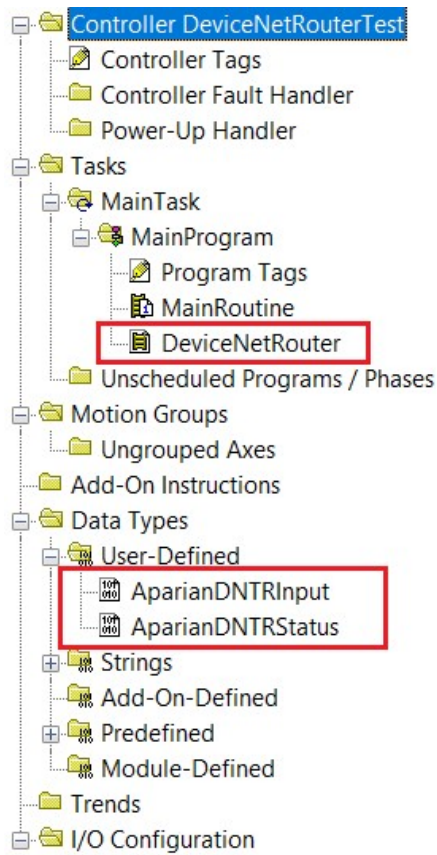 Controller DeviceNetRouterTest
Controller Tags
Controller Fault Handler
Power-Up Handler
Tasks
MainTask
MainProgram
Program Tags
MainRoutine
DeviceNetRouter
Unscheduled Programs / Phases
Motion Groups
Ungrouped Axes
Add-On Instructions
Data Types
User-Defined
AparianDNTRInput
AparianDNTRStatus
Strings
Add-On-Defined
Predefined
Module-Defined
Trends
I/O Configuration